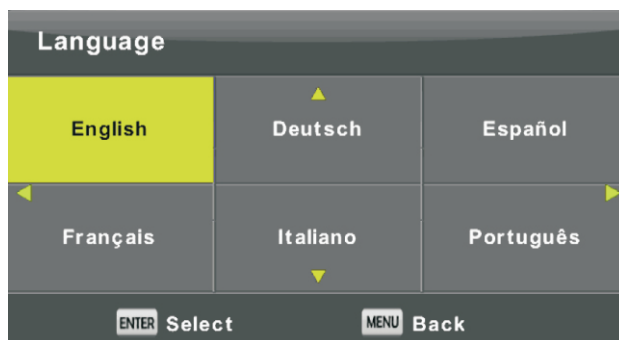 Language
English Deutsch Español
Français Italiano Português
ENTER Select MENU Back